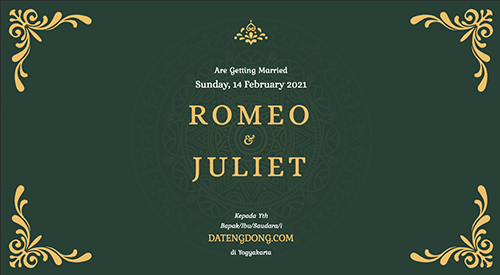 Are Getting Married
Sunday, 14 February 2021
ROMEO
&
JULIET
Kepada Yth
Bapak/Ibu/Saudara/i
DATENGDONG.COM
di Yogyakarta